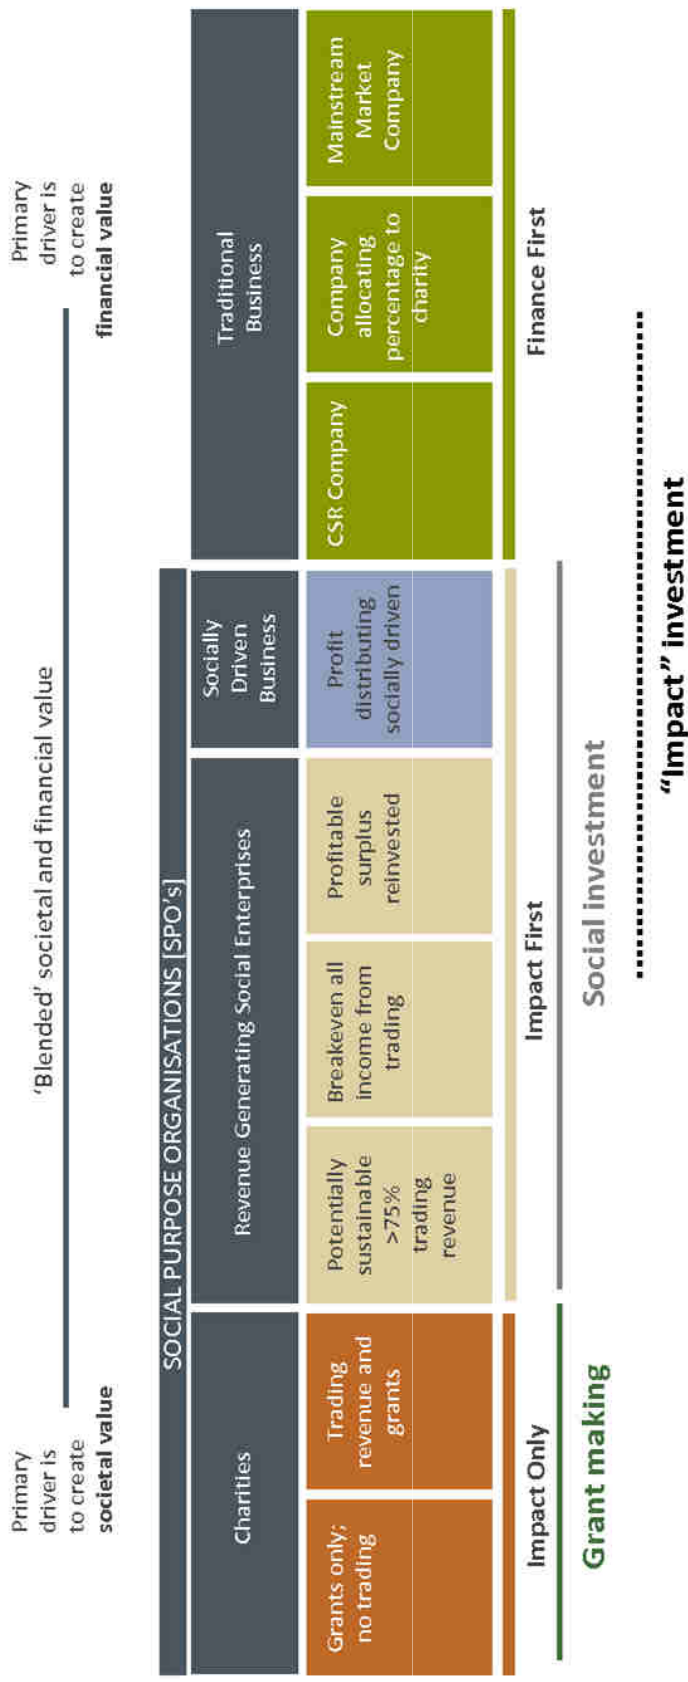 Primary
driver is
to create
societal value
'Blended' societal and financial value
Primary
driver is
to create
financial value
SOCIAL PURPOSE ORGANISATIONS [SPO's]
Charities
Revenue Generating Social Enterprises
Socially
Driven
Business
Traditional
Business
Grants only;
no trading
Trading
revenue and
grants
Potentially
sustainable
>75%
trading
revenue
Breakeven all
income from
trading
Profitable
surplus
reinvested
Profit
distributing
socially driven
CSR Company
Company
allocating
percentage to
charity
Mainstream
Market
Company
Impact Only
Impact First
Finance First
Grant making
Social investment
"Impact" investment